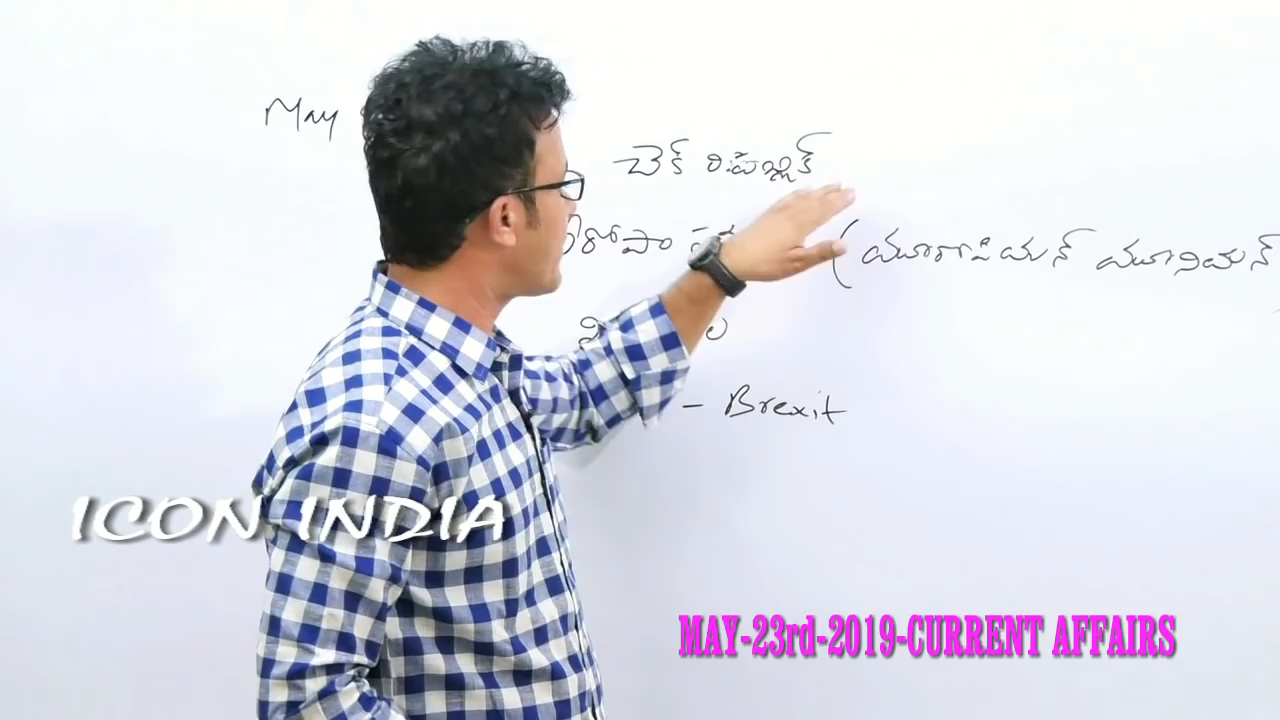 May
చెక్ రిపబ్లిక్
(యూరోపియన్ యూనియన్
- Brexit
ICON INDIA
MAY-23rd-2019-CURRENT AFFAIRS